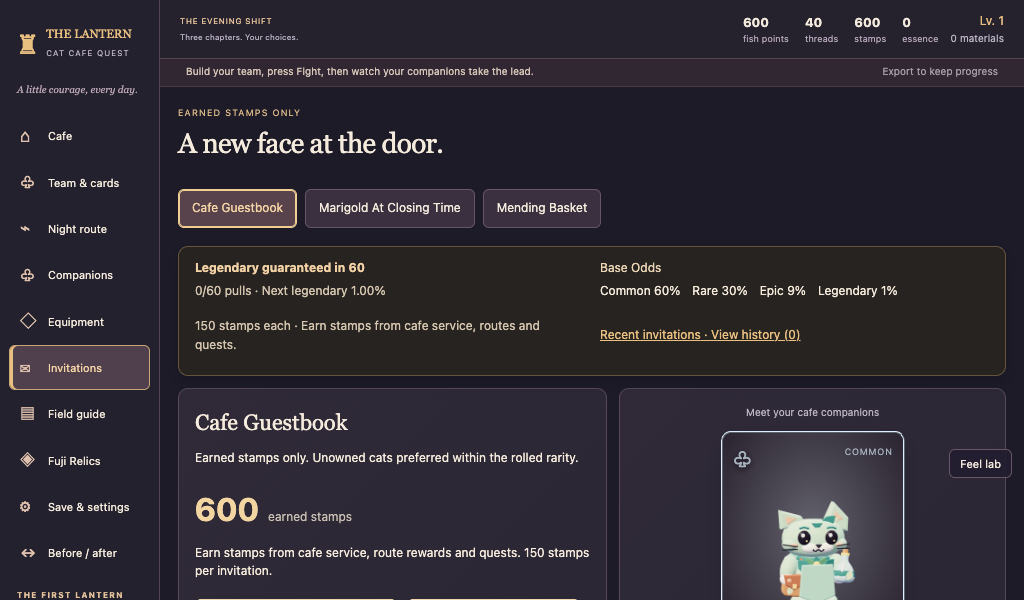 THE LANTERN
CAT CAFE QUEST
A little courage, every day.
Cafe
Team & cards
Night route
Companions
Equipment
Invitations
Field guide
Fuji Relics
Save & settings
Before / after
THE FIRST LANTERN
THE EVENING SHIFT
Three chapters. Your choices.
600 fish points
40 threads
600 stamps
0 essence
Lv. 1
0 materials
Build your team, press Fight, then watch your companions take the lead.
Export to keep progress
EARNED STAMPS ONLY
A new face at the door.
Cafe Guestbook
Marigold At Closing Time
Mending Basket
Legendary guaranteed in 60
0/60 pulls · Next legendary 1.00%
150 stamps each · Earn stamps from cafe service, routes and
quests.
Base Odds
Common 60% Rare 30% Epic 9% Legendary 1%
Recent invitations · View history (0)
Cafe Guestbook
Earned stamps only. Unowned cats preferred within the rolled rarity.
600 earned stamps
Earn stamps from cafe service, route rewards and quests. 150 stamps
per invitation.
Meet your cafe companions
COMMON
Feel lab